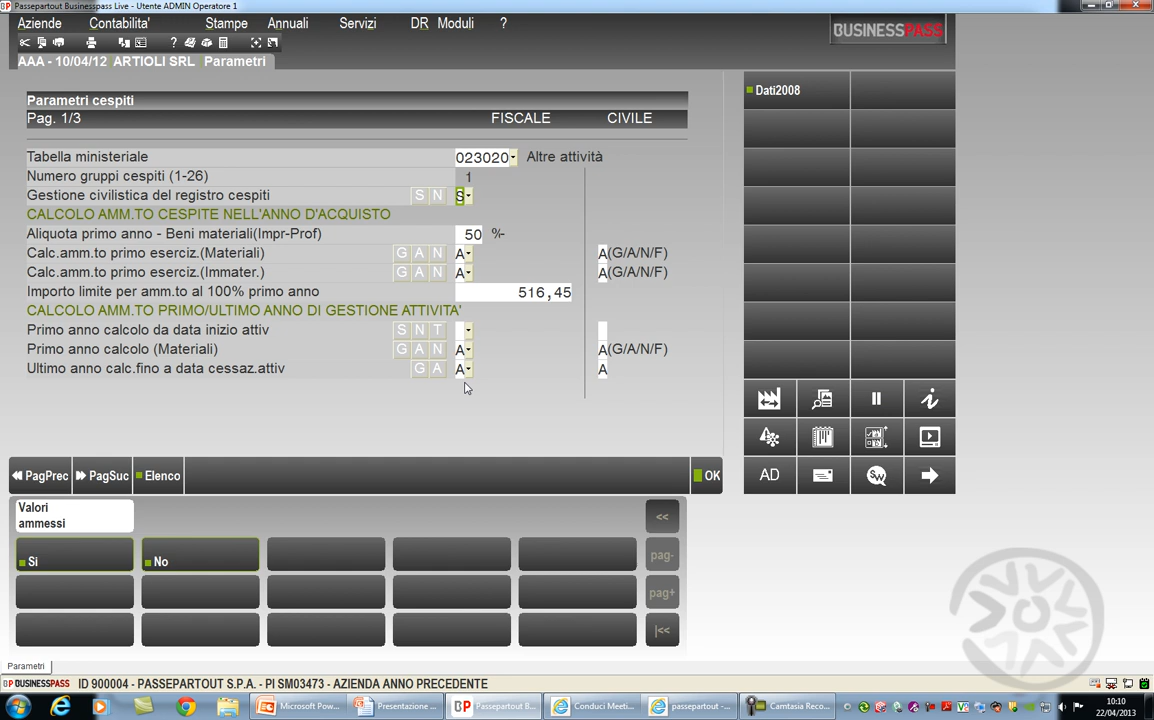 Passepartout Businesspass Live - Utente ADMIN Operatore 1
Aziende Contabilita' Stampe Annuali Servizi DR Moduli ?
BUSINESSPASS
AAA - 10/04/12 ARTIOLI SRL Parametri
Parametri cespiti
Pag. 1/3 FISCALE CIVILE
Tabella ministeriale 023020 Altre attività
Numero gruppi cespiti (1-26) 1
Gestione civilistica del registro cespiti S N S
CALCOLO AMM.TO CESPITE NELL'ANNO D'ACQUISTO
Aliquota primo anno - Beni materiali(Impr-Prof) 50 %-
Calc.amm.to primo eserciz.(Materiali) G A N A A(G/A/N/F)
Calc.amm.to primo eserciz.(Immater.) G A N A A(G/A/N/F)
Importo limite per amm.to al 100% primo anno 516,45
CALCOLO AMM.TO PRIMO/ULTIMO ANNO DI GESTIONE ATTIVITA'
Primo anno calcolo da data inizio attiv S N T
Primo anno calcolo (Materiali) G A N A A(G/A/N/F)
Ultimo anno calc.fino a data cessaz.attiv G A A A
Dati2008
AD
PagPrec PagSuc Elenco OK
Valori
ammessi
<<
Si No pag-
pag+
|<<
Parametri
BUSINESSPASS ID 900004 - PASSEPARTOUT S.P.A. - PI SM03473 - AZIENDA ANNO PRECEDENTE
Microsoft Pow... Presentazione ... Passepartout B... Conduci Meeti... passepartout -... Camtasia Reco...
10:10
22/04/2013